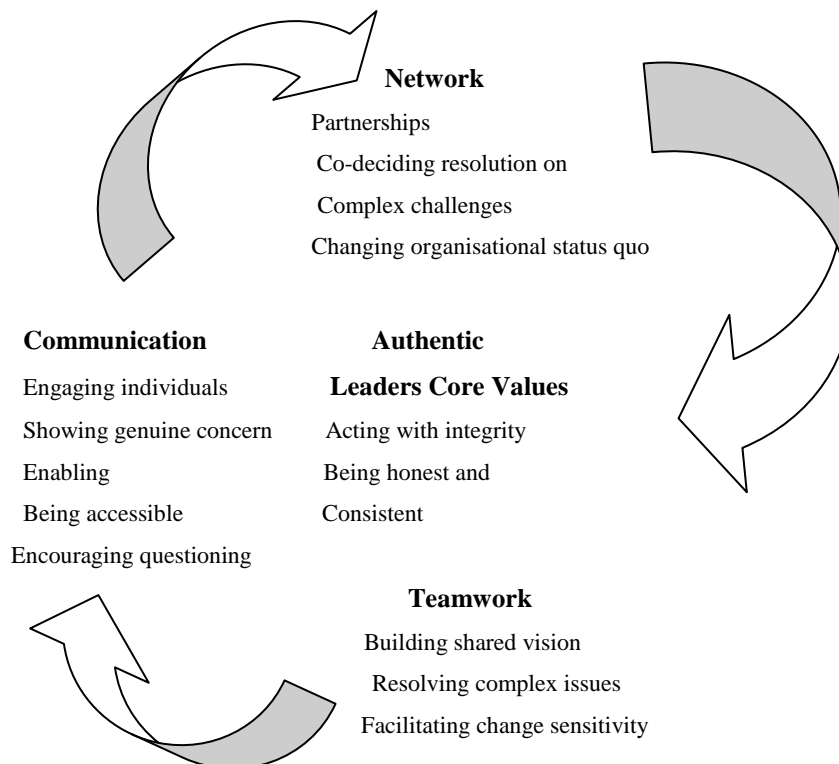 Network
Partnerships
Co-deciding resolution on
Complex challenges
Changing organisational status quo
Communication
Engaging individuals
Showing genuine concern
Enabling
Being accessible
Encouraging questioning
Authentic
Leaders Core Values
Acting with integrity
Being honest and
Consistent
Teamwork
Building shared vision
Resolving complex issues
Facilitating change sensitivity